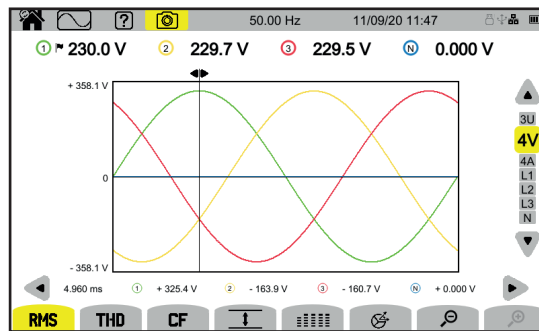 ? 50.00 Hz 11/09/20 11:47
1 230.0 V 2 229.7 V 3 229.5 V N 0.000 V
+ 358.1 V
0
- 358.1 V
3U
4V
4A
L1
L2
L3
N
4.960 ms 1 + 325.4 V 2 - 163.9 V 3 - 160.7 V N + 0.000 V
RMS THD CF